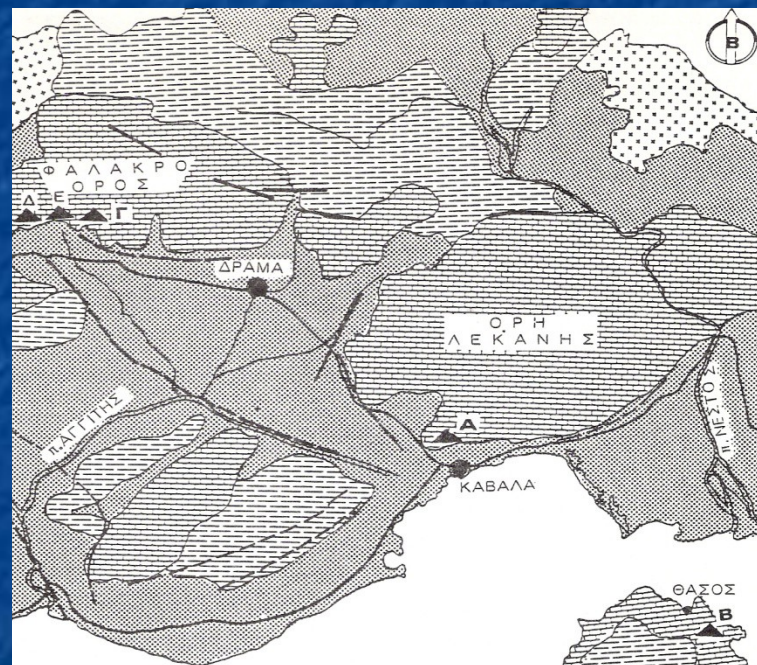 Β
ΦΑΛΑΚΡΟ
ΟΡΟΣ
Δ Ε Γ
ΔΡΑΜΑ
ΟΡΗ
ΛΕΚΑΝΗΣ
π. ΑΓΓΙΤΗΣ
Α
π. ΝΕΣΤΟΣ
ΚΑΒΑΛΑ
ΘΑΣΟΣ
Β